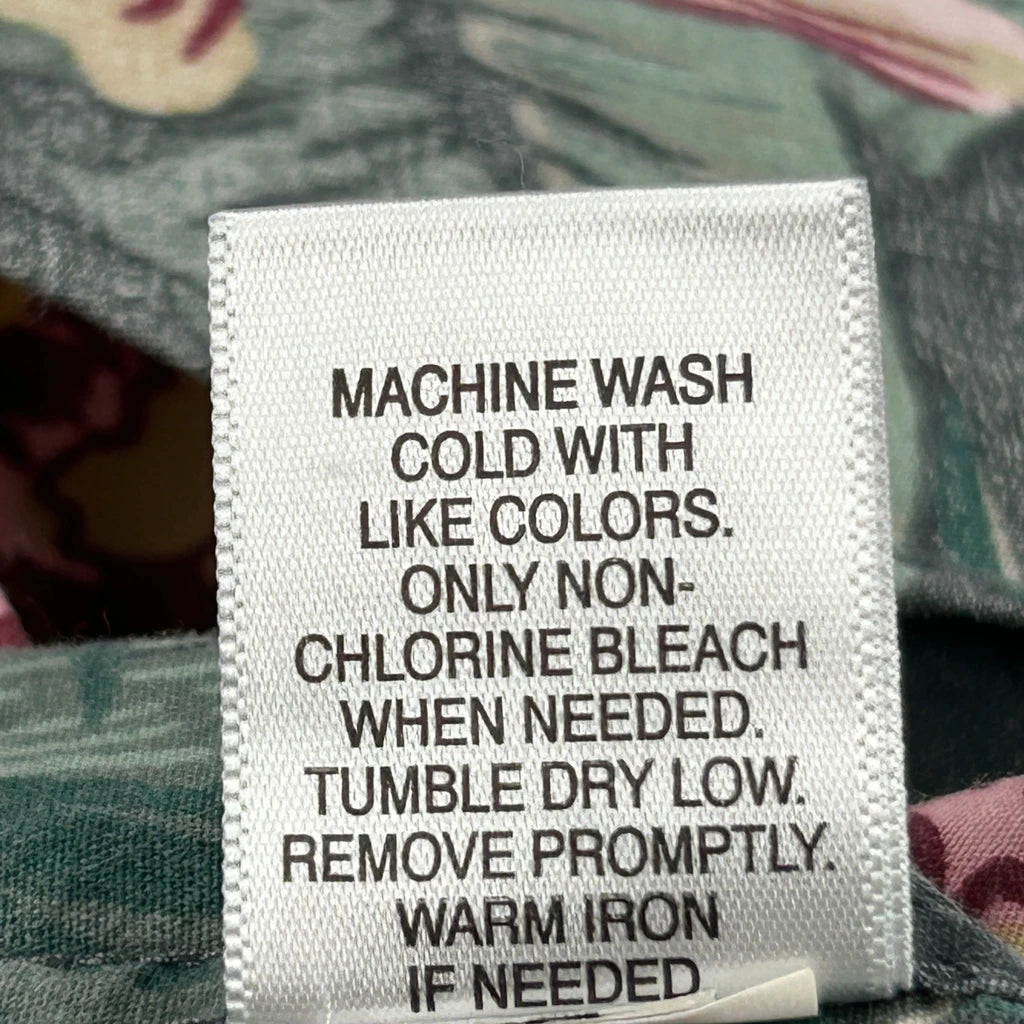 MACHINE WASH
COLD WITH
LIKE COLORS.
ONLY NON-
CHLORINE BLEACH
WHEN NEEDED.
TUMBLE DRY LOW.
REMOVE PROMPTLY.
WARM IRON
IF NEEDED